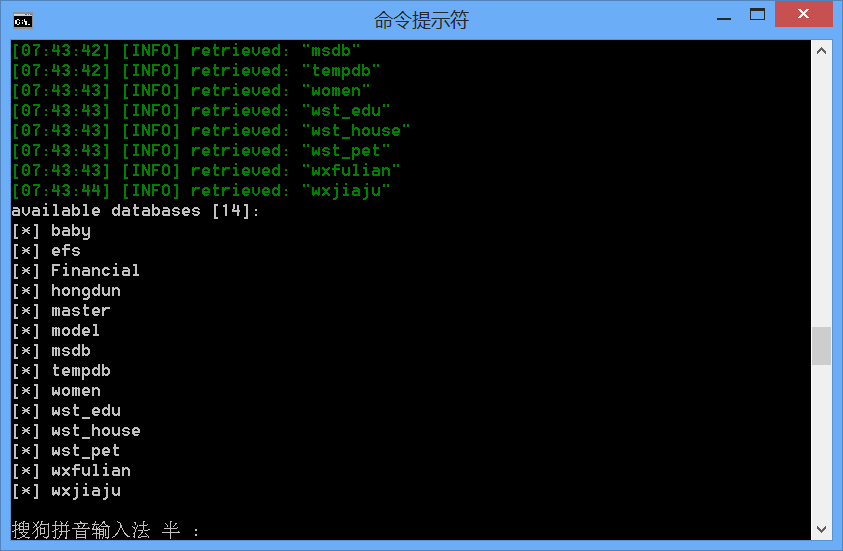 命令提示符
[07:43:42] [INFO] retrieved: "msdb"
[07:43:42] [INFO] retrieved: "tempdb"
[07:43:43] [INFO] retrieved: "women"
[07:43:43] [INFO] retrieved: "wst_edu"
[07:43:43] [INFO] retrieved: "wst_house"
[07:43:43] [INFO] retrieved: "wst_pet"
[07:43:43] [INFO] retrieved: "wxfulian"
[07:43:44] [INFO] retrieved: "wxjiaju"
available databases [14]:
[*] baby
[*] efs
[*] Financial
[*] hongdun
[*] master
[*] model
[*] msdb
[*] tempdb
[*] women
[*] wst_edu
[*] wst_house
[*] wst_pet
[*] wxfulian
[*] wxjiaju
搜狗拼音输入法 半 :